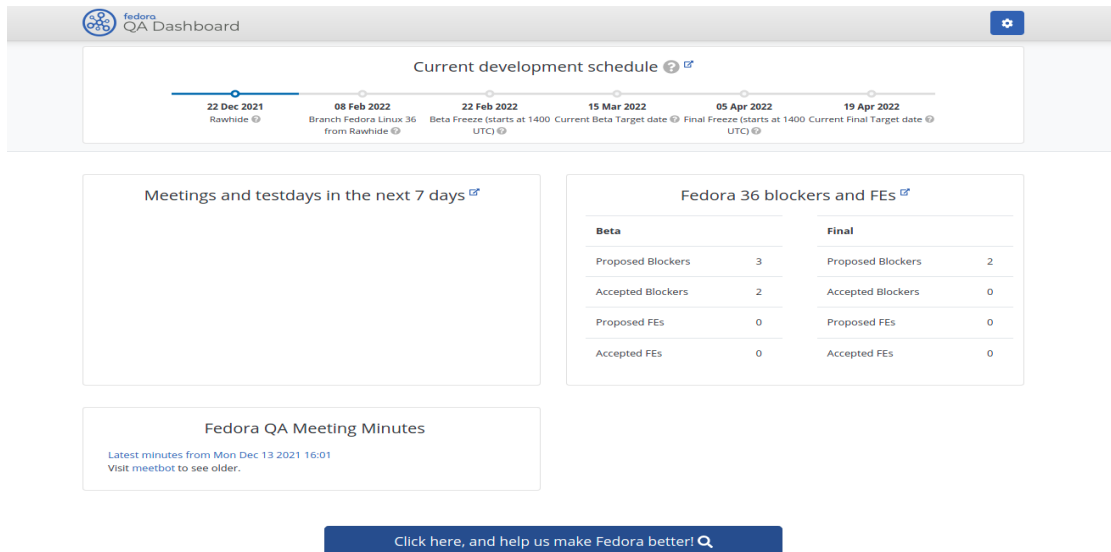 fedora
QA Dashboard
Current development schedule
22 Dec 2021
Rawhide
08 Feb 2022
Branch Fedora Linux 36
from Rawhide
22 Feb 2022
Beta Freeze (starts at 1400
UTC)
15 Mar 2022
Current Beta Target date
05 Apr 2022
Final Freeze (starts at 1400
UTC)
19 Apr 2022
Current Final Target date
Meetings and testdays in the next 7 days
Fedora 36 blockers and FEs
Beta
Proposed Blockers 3
Accepted Blockers 2
Proposed FEs 0
Accepted FEs 0
Final
Proposed Blockers 2
Accepted Blockers 0
Proposed FEs 0
Accepted FEs 0
Fedora QA Meeting Minutes
Latest minutes from Mon Dec 13 2021 16:01
Visit meetbot to see older.
Click here, and help us make Fedora better!